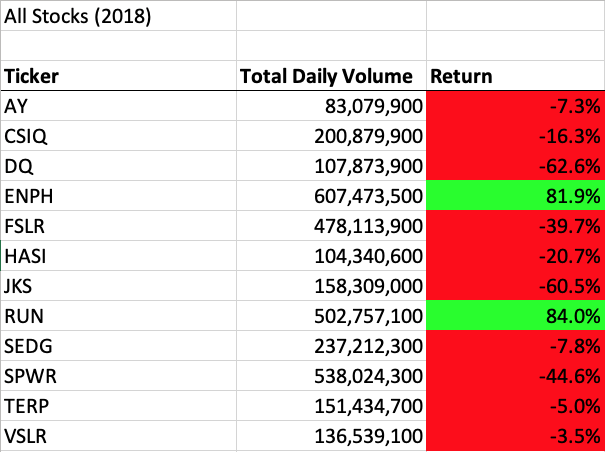 All Stocks (2018)
Ticker Total Daily Volume Return
AY 83,079,900 -7.3%
CSIQ 200,879,900 -16.3%
DQ 107,873,900 -62.6%
ENPH 607,473,500 81.9%
FSLR 478,113,900 -39.7%
HASI 104,340,600 -20.7%
JKS 158,309,000 -60.5%
RUN 502,757,100 84.0%
SEDG 237,212,300 -7.8%
SPWR 538,024,300 -44.6%
TERP 151,434,700 -5.0%
VSLR 136,539,100 -3.5%